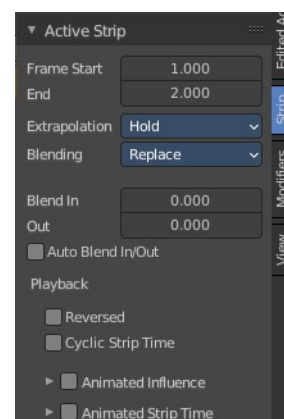 Active Strip
Frame Start 1.000
End 2.000
Extrapolation Hold
Blending Replace
Blend In 0.000
Out 0.000
Auto Blend In/Out
Playback
Reversed
Cyclic Strip Time
Animated Influence
Animated Strip Time
Edited
Strip
Modifiers
View